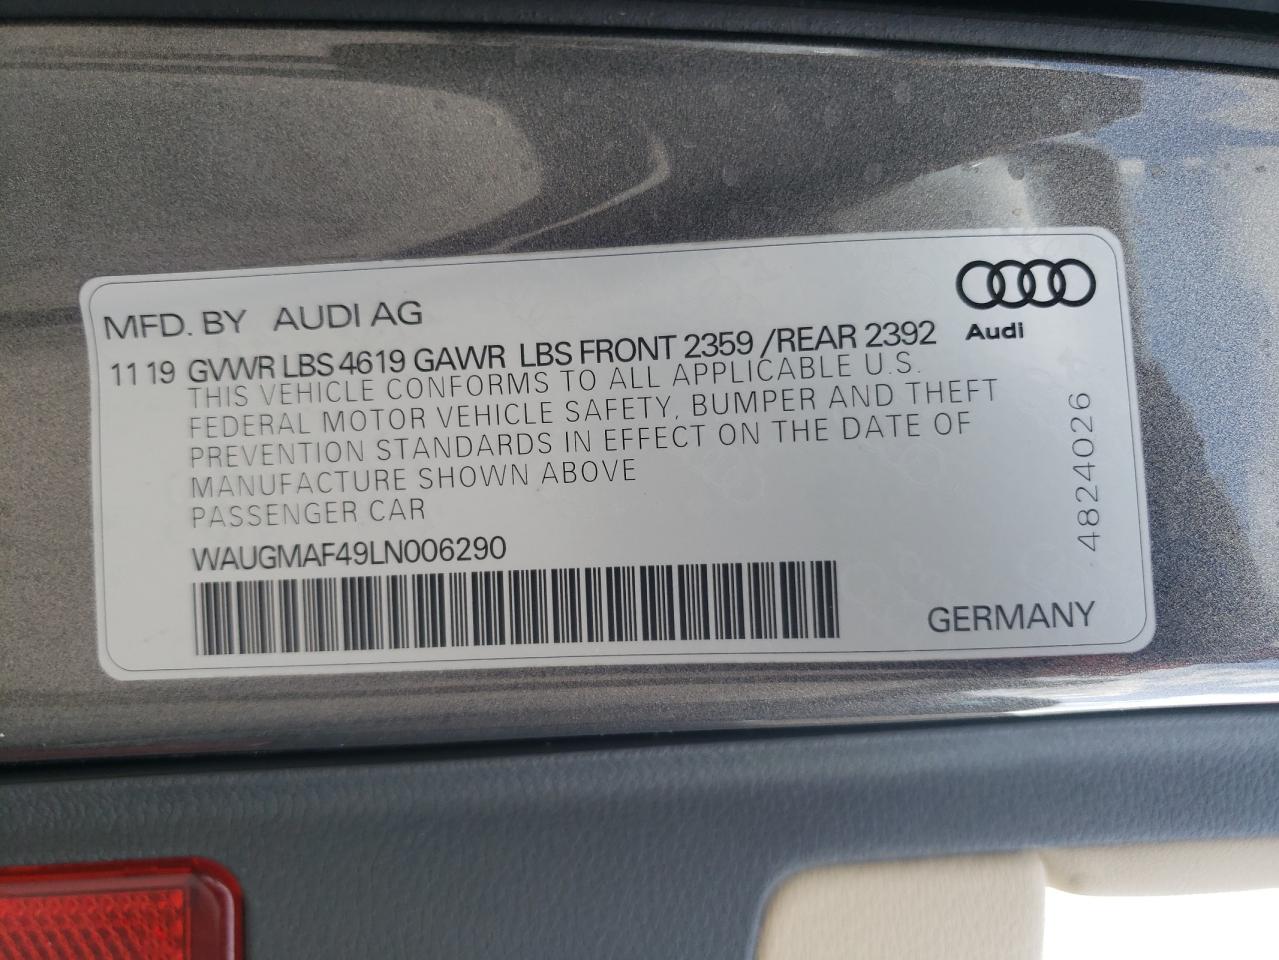 MFD. BY AUDI AG
Audi
11 19 GVWR LBS 4619 GAWR LBS FRONT 2359 /REAR 2392
THIS VEHICLE CONFORMS TO ALL APPLICABLE U.S.
FEDERAL MOTOR VEHICLE SAFETY, BUMPER AND THEFT
PREVENTION STANDARDS IN EFFECT ON THE DATE OF
MANUFACTURE SHOWN ABOVE
PASSENGER CAR
WAUGMAF49LN006290
4824026
GERMANY